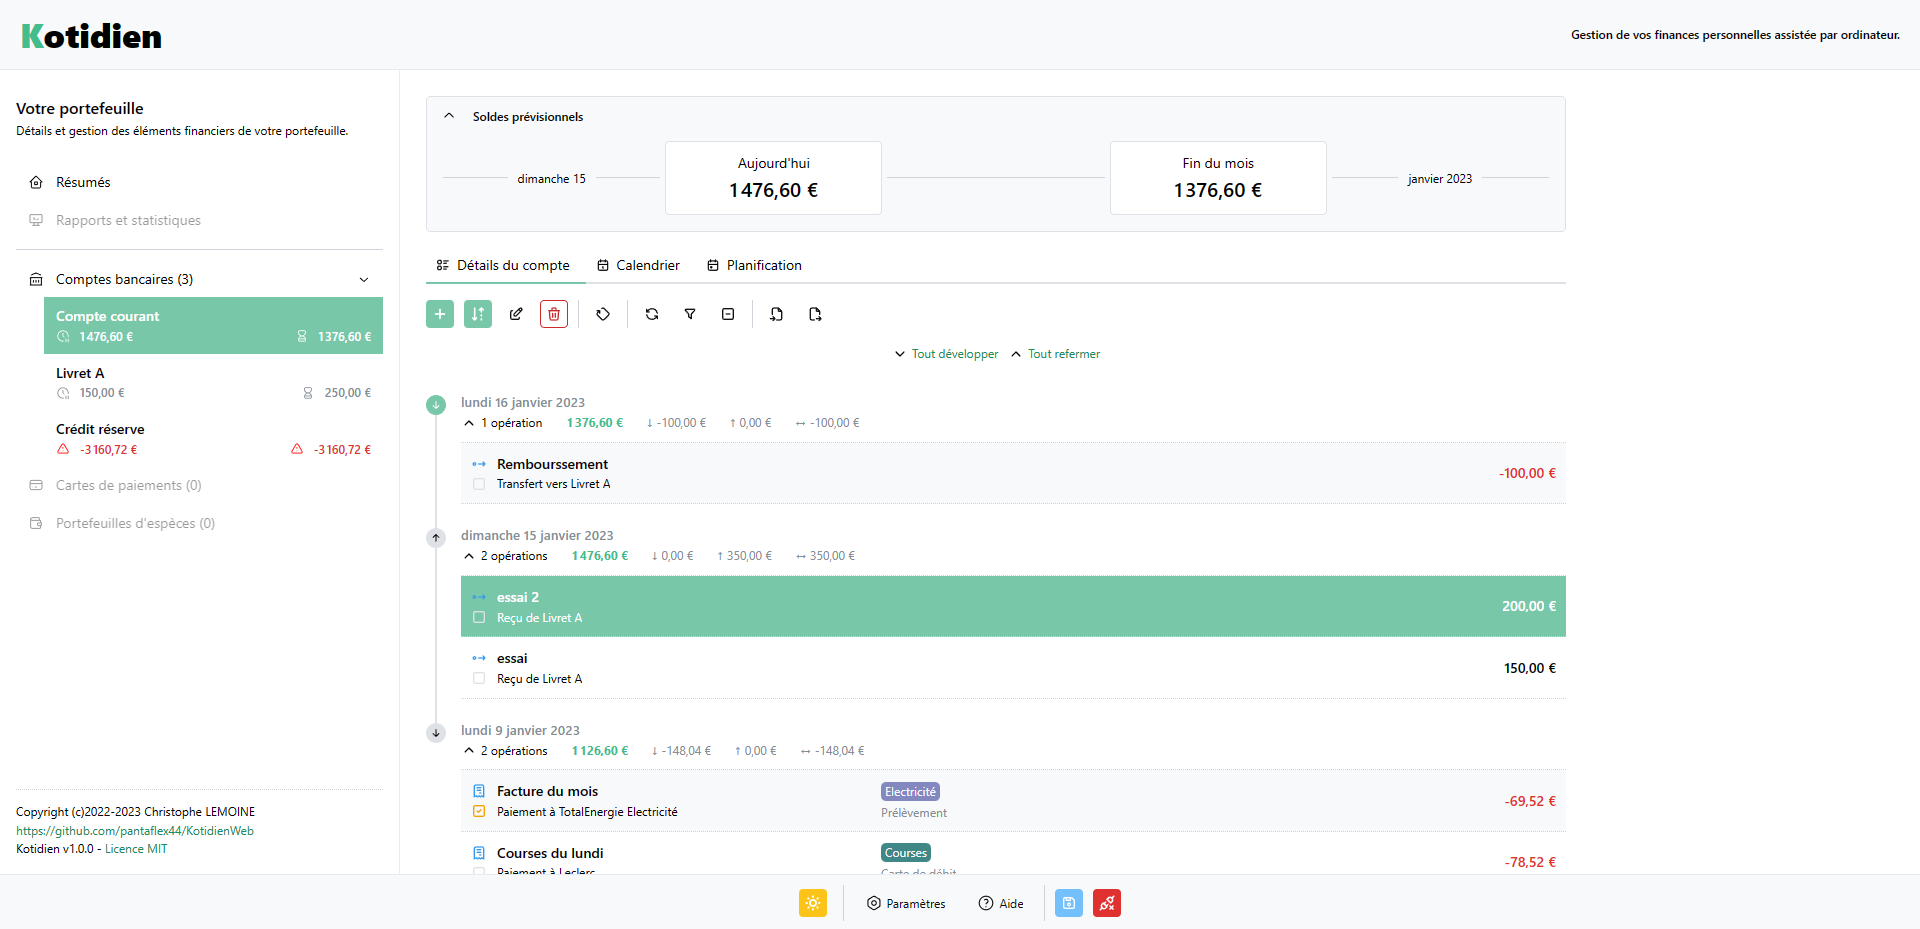 Kotidien
Gestion de vos finances personnelles assistée par ordinateur.
Votre portefeuille
Détails et gestion des éléments financiers de votre portefeuille.
Résumés
Rapports et statistiques
Comptes bancaires (3)
Compte courant
1 476,60 € 1 376,60 €
Livret A
150,00 € 250,00 €
Crédit réserve
-3 160,72 € -3 160,72 €
Cartes de paiements (0)
Portefeuilles d'espèces (0)
Copyright (c)2022-2023 Christophe LEMOINE
https://github.com/pantaflex44/KotidienWeb
Kotidien v1.0.0 - Licence MIT
Soldes prévisionnels
dimanche 15
Aujourd'hui
1 476,60 €
Fin du mois
1 376,60 €
janvier 2023
Détails du compte Calendrier Planification
Tout développer Tout refermer
lundi 16 janvier 2023
1 opération 1 376,60 € ↓ -100,00 € ↑ 0,00 € ↔ -100,00 €
Rembourssement
Transfert vers Livret A
-100,00 €
dimanche 15 janvier 2023
2 opérations 1 476,60 € ↓ 0,00 € ↑ 350,00 € ↔ 350,00 €
essai 2
Reçu de Livret A
200,00 €
essai
Reçu de Livret A
150,00 €
lundi 9 janvier 2023
2 opérations 1 126,60 € ↓ -148,04 € ↑ 0,00 € ↔ -148,04 €
Facture du mois
Paiement à TotalEnergie Electricité
Electricité
Prélèvement
-69,52 €
Courses du lundi
Paiement à Leclerc
Courses
Carte de débit
-78,52 €
Paramètres Aide